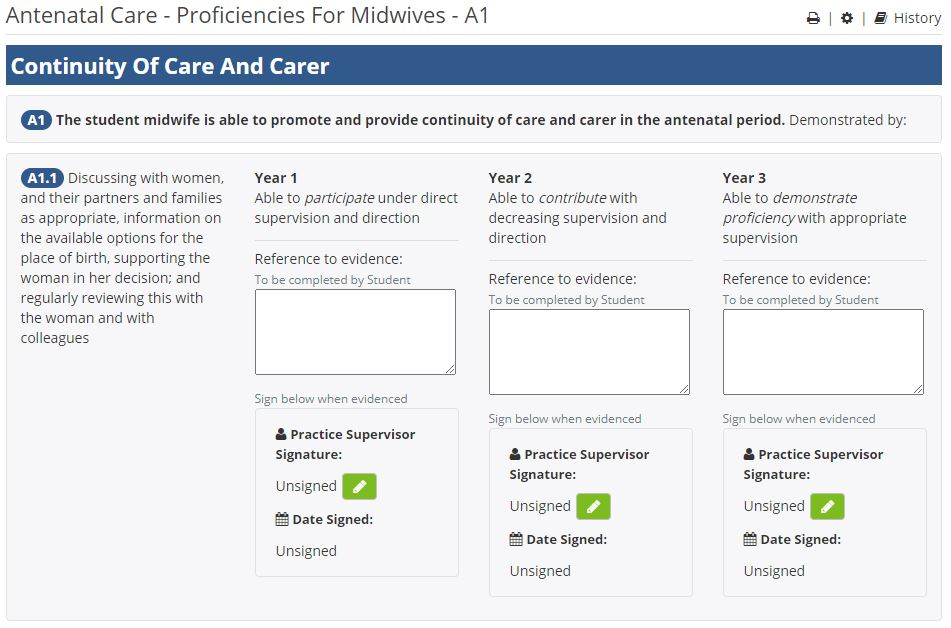 Antenatal Care - Proficiencies For Midwives - A1
| | History
Continuity Of Care And Carer
A1 The student midwife is able to promote and provide continuity of care and carer in the antenatal period. Demonstrated by:
A1.1 Discussing with women,
and their partners and families
as appropriate, information on
the available options for the
place of birth, supporting the
woman in her decision; and
regularly reviewing this with
the woman and with
colleagues
Year 1
Able to participate under direct
supervision and direction
Reference to evidence:
To be completed by Student
Sign below when evidenced
Practice Supervisor
Signature:
Unsigned
Date Signed:
Unsigned
Year 2
Able to contribute with
decreasing supervision and
direction
Reference to evidence:
To be completed by Student
Sign below when evidenced
Practice Supervisor
Signature:
Unsigned
Date Signed:
Unsigned
Year 3
Able to demonstrate
proficiency with appropriate
supervision
Reference to evidence:
To be completed by Student
Sign below when evidenced
Practice Supervisor
Signature:
Unsigned
Date Signed:
Unsigned